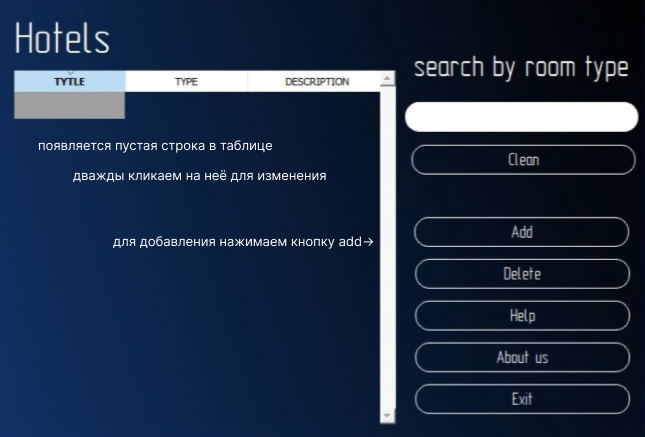 Hotels
search by room type
TYTLE TYPE DESCRIPTION
появляется пустая строка в таблице
дважды кликаем на неё для изменения
для добавления нажимаем кнопку add→
Clean
Add
Delete
Help
About us
Exit